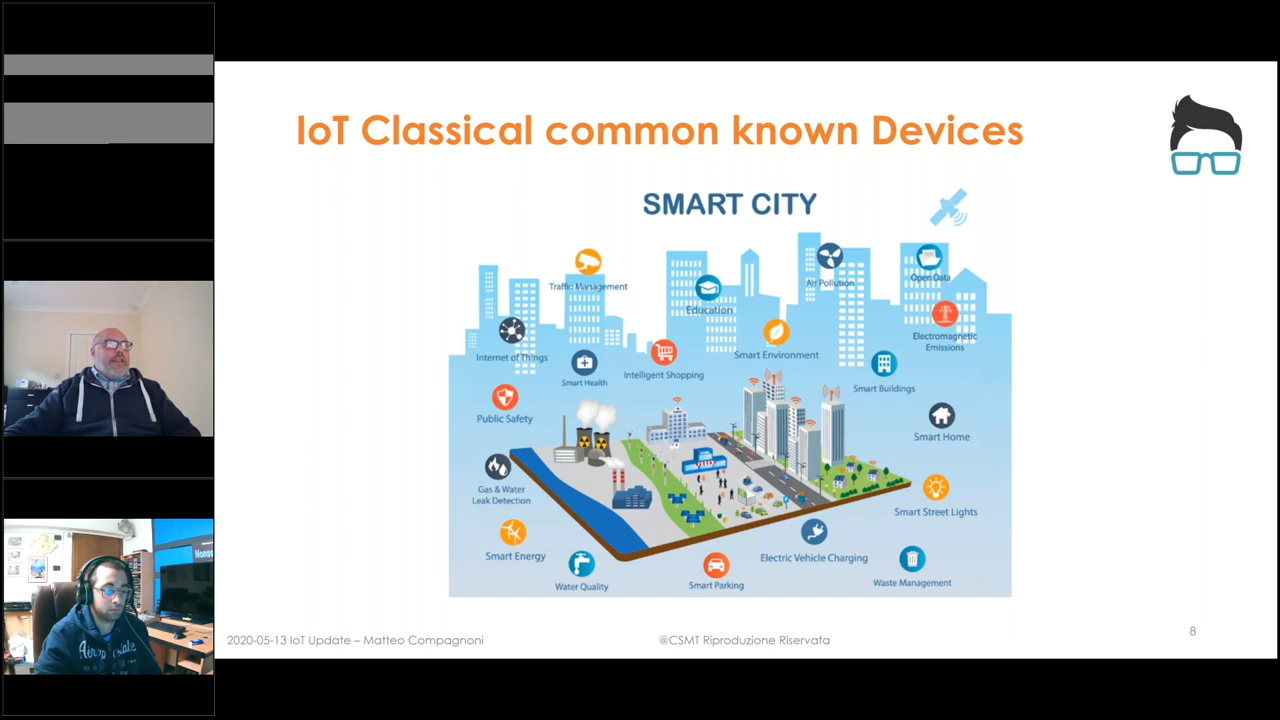 IoT Classical common known Devices
SMART CITY
Traffic Management
Education
Air Pollution
Open Data
Internet of Things
Smart Health
Intelligent Shopping
Smart Environment
Electromagnetic
Emissions
Smart Buildings
Public Safety
Smart Home
Gas & Water
Leak Detection
Smart Street Lights
Smart Energy
Water Quality
Smart Parking
Electric Vehicle Charging
Waste Management
2020-05-13 IoT Update – Matteo Compagnoni
@CSMT Riproduzione Riservata
8